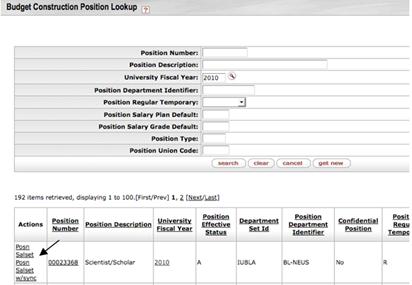 Budget Construction Position Lookup ?
Position Number:
Position Description:
University Fiscal Year: 2010
Position Department Identifier:
Position Regular Temporary:
Position Salary Plan Default:
Position Salary Grade Default:
Position Type:
Position Union Code:
search clear cancel get new
192 items retrieved, displaying 1 to 100.[First/Prev] 1, 2 [Next/Last]
Actions Position Number Position Description University Fiscal Year Position Effective Status Department Set Id Position Department Identifier Confidential Position Posit Regu Tempo
Posn Salset Posn Salset w/sync 00023368 Scientist/Scholar 2010 A IUBLA BL-NEUS No R